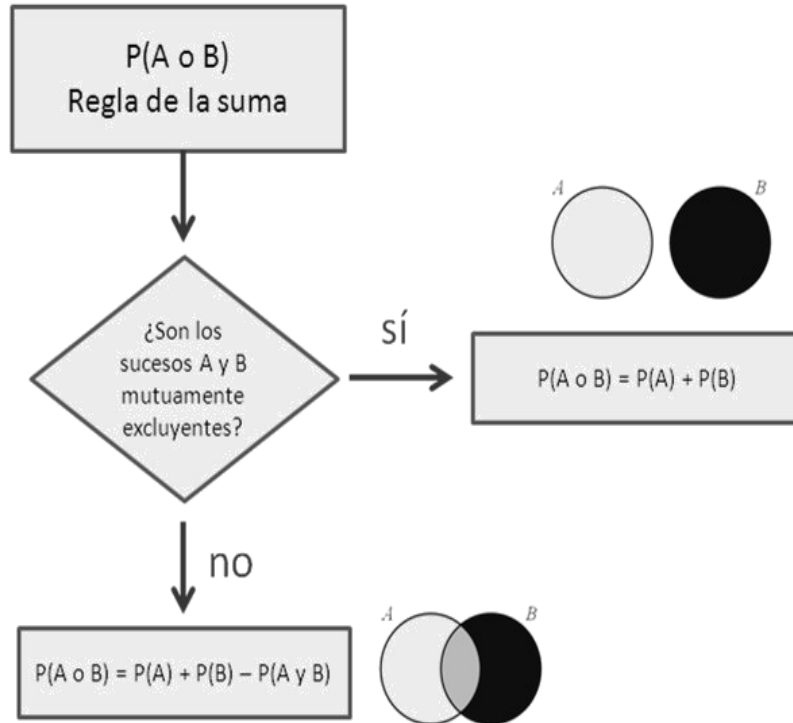 P(A o B)
Regla de la suma
¿Son los
sucesos A y B
mutuamente
excluyentes?
sí
A
B
P(A o B) = P(A) + P(B)
no
P(A o B) = P(A) + P(B) – P(A y B)
A
B